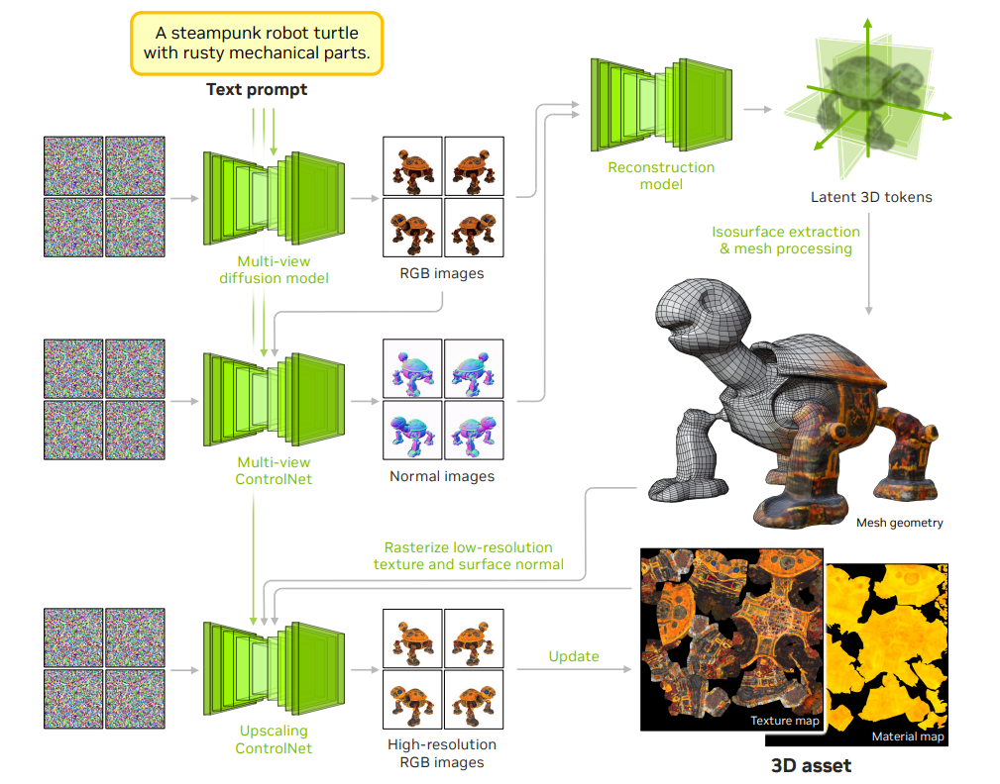 A steampunk robot turtle
with rusty mechanical parts.
Text prompt
Multi-view
diffusion model
RGB images
Reconstruction
model
Latent 3D tokens
Isosurface extraction
& mesh processing
Multi-view
ControlNet
Normal images
Mesh geometry
Rasterize low-resolution
texture and surface normal
Upscaling
ControlNet
High-resolution
RGB images
Update
Texture map
Material map
3D asset